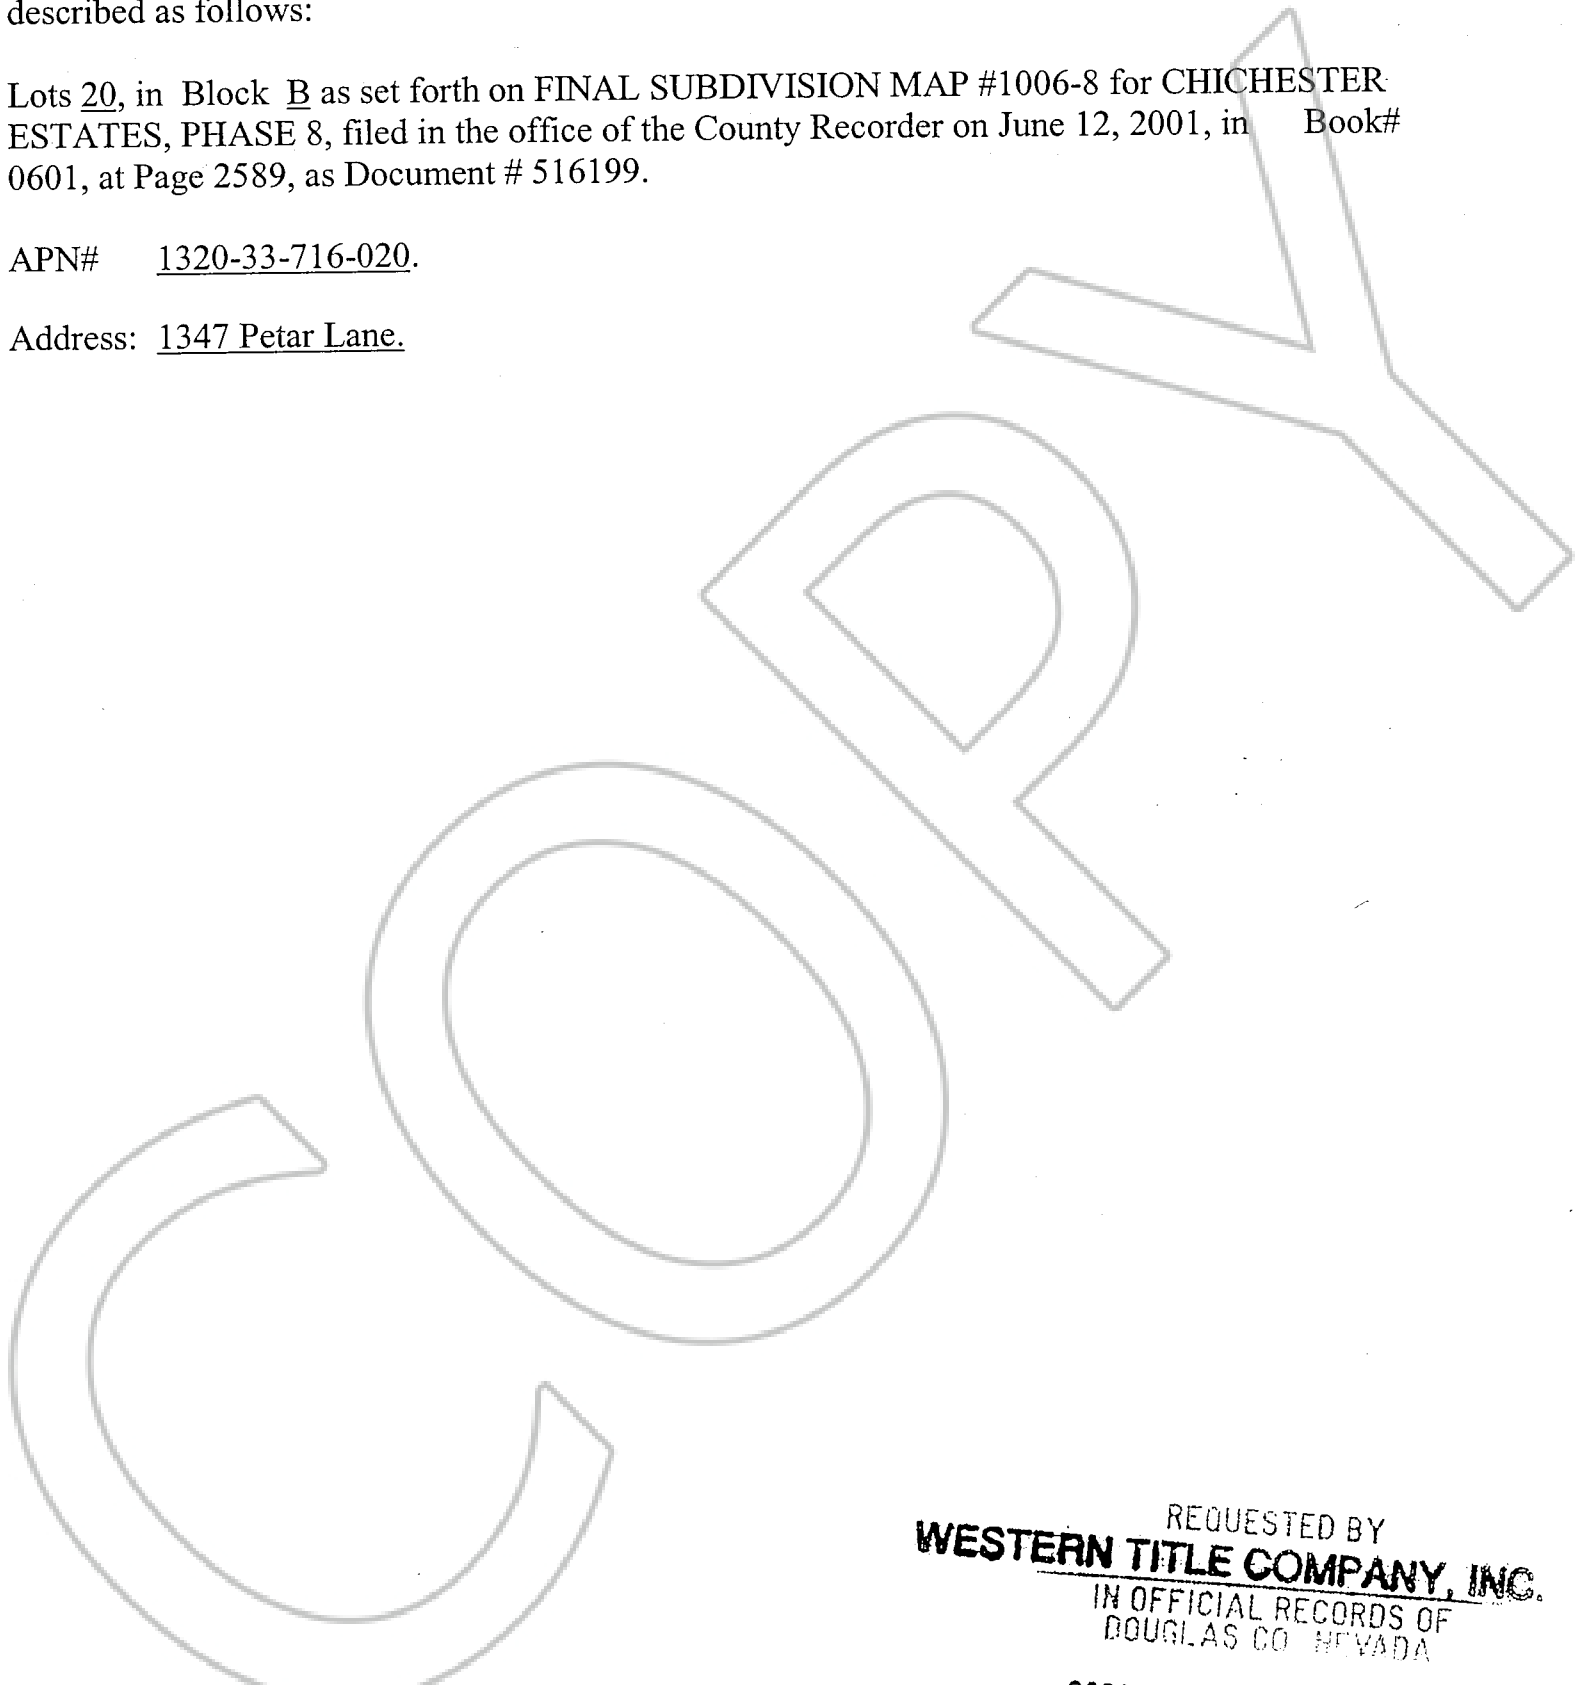 described as follows:
Lots 20, in Block B as set forth on FINAL SUBDIVISION MAP #1006-8 for CHICHESTER
ESTATES, PHASE 8, filed in the office of the County Recorder on June 12, 2001, in Book#
0601, at Page 2589, as Document # 516199.
APN# 1320-33-716-020.
Address: 1347 Petar Lane.
COPY
REQUESTED BY
WESTERN TITLE COMPANY, INC.
IN OFFICIAL RECORDS OF
DOUGLAS CO NEVADA